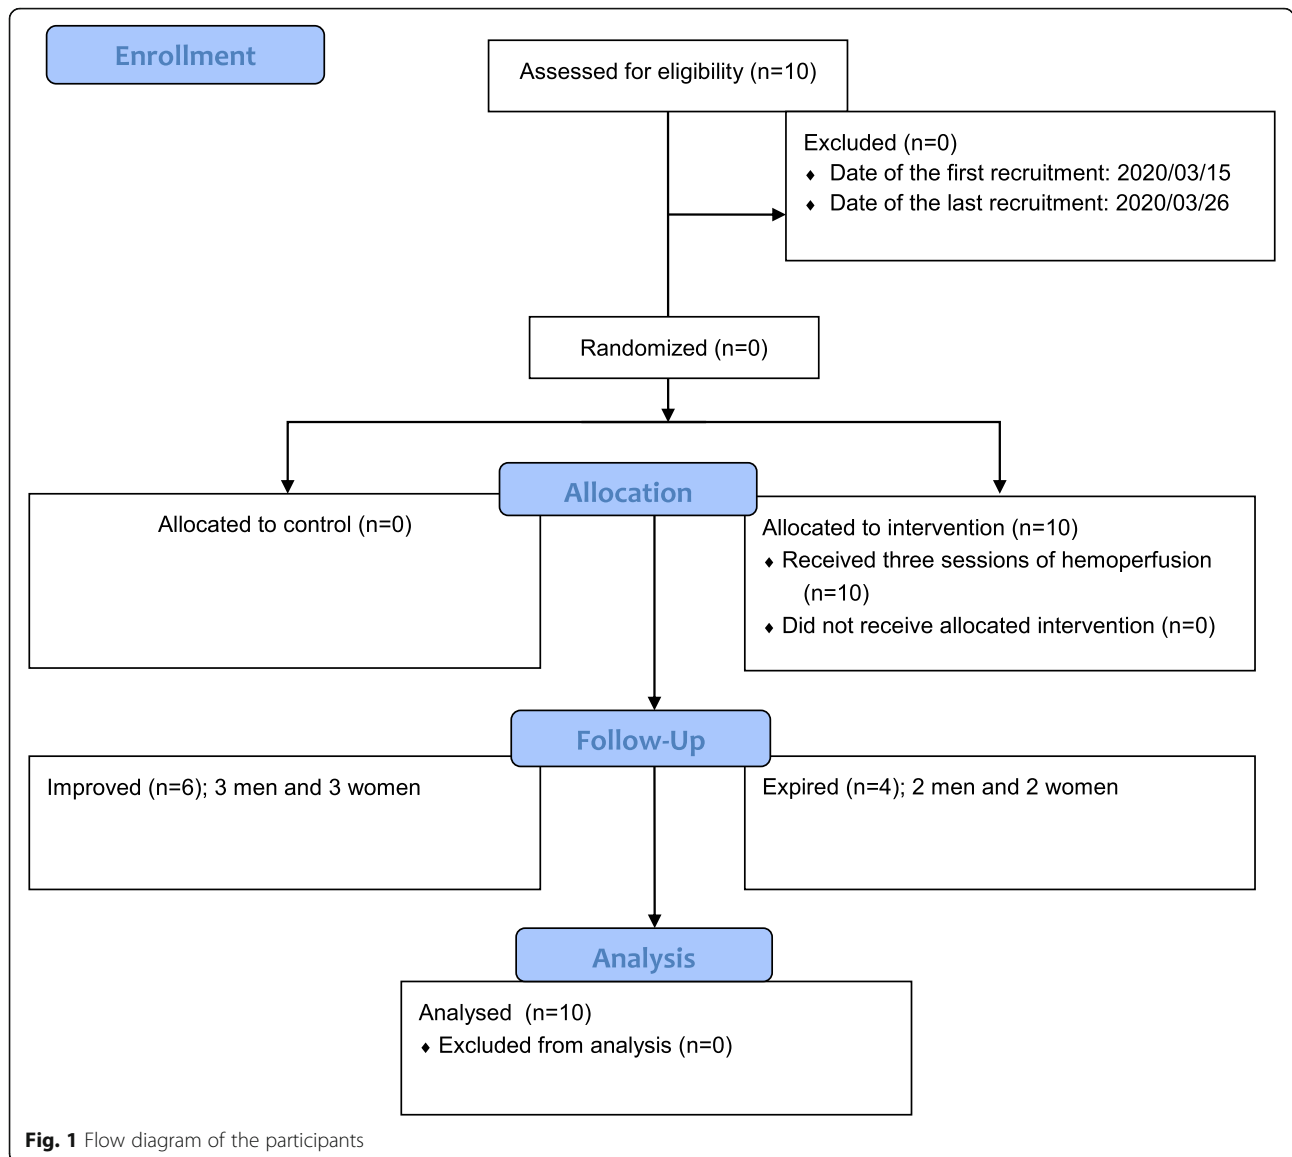 Enrollment
Assessed for eligibility (n=10)
Excluded (n=0)
♦ Date of the first recruitment: 2020/03/15
♦ Date of the last recruitment: 2020/03/26
Randomized (n=0)
Allocation
Allocated to control (n=0)
Allocated to intervention (n=10)
♦ Received three sessions of hemoperfusion
(n=10)
♦ Did not receive allocated intervention (n=0)
Follow-Up
Improved (n=6); 3 men and 3 women
Expired (n=4); 2 men and 2 women
Analysis
Analysed  (n=10)
♦ Excluded from analysis (n=0)
Fig. 1 Flow diagram of the participants